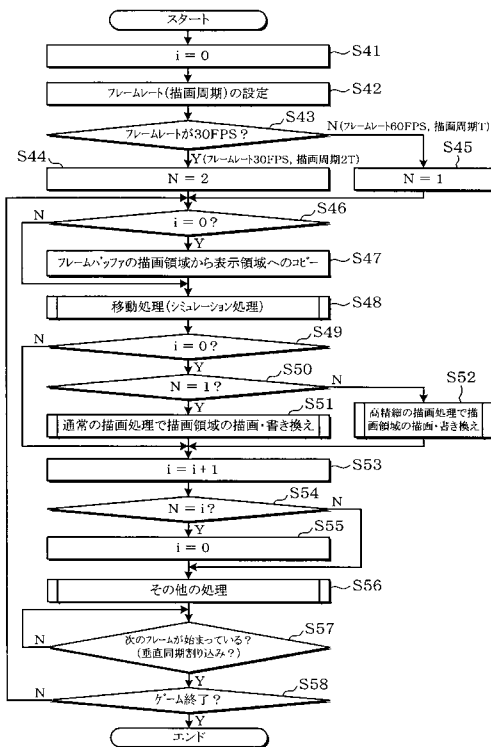 スタート
i = 0
S41
フレームレート(描画周期)の設定
S42
フレームレートが30FPS?
S43
N(フレームレート60FPS, 描画周期T)
Y(フレームレート30FPS, 描画周期2T)
S44
N = 2
S45
N = 1
i=0?
S46
N
Y
フレームバッファの描画領域から表示領域へのコピー
S47
移動処理(シミュレーション処理)
S48
i=0?
S49
N
Y
N=1?
S50
N
Y
通常の描画処理で描画領域の描画・書き換え
S51
高精細の描画処理で描
画領域の描画・書き換え
S52
i = i+1
S53
N=i?
S54
N
Y
i = 0
S55
その他の処理
S56
次のフレームが始まっている?
(垂直同期割り込み?)
S57
N
Y
ゲーム終了?
S58
N
Y
エンド